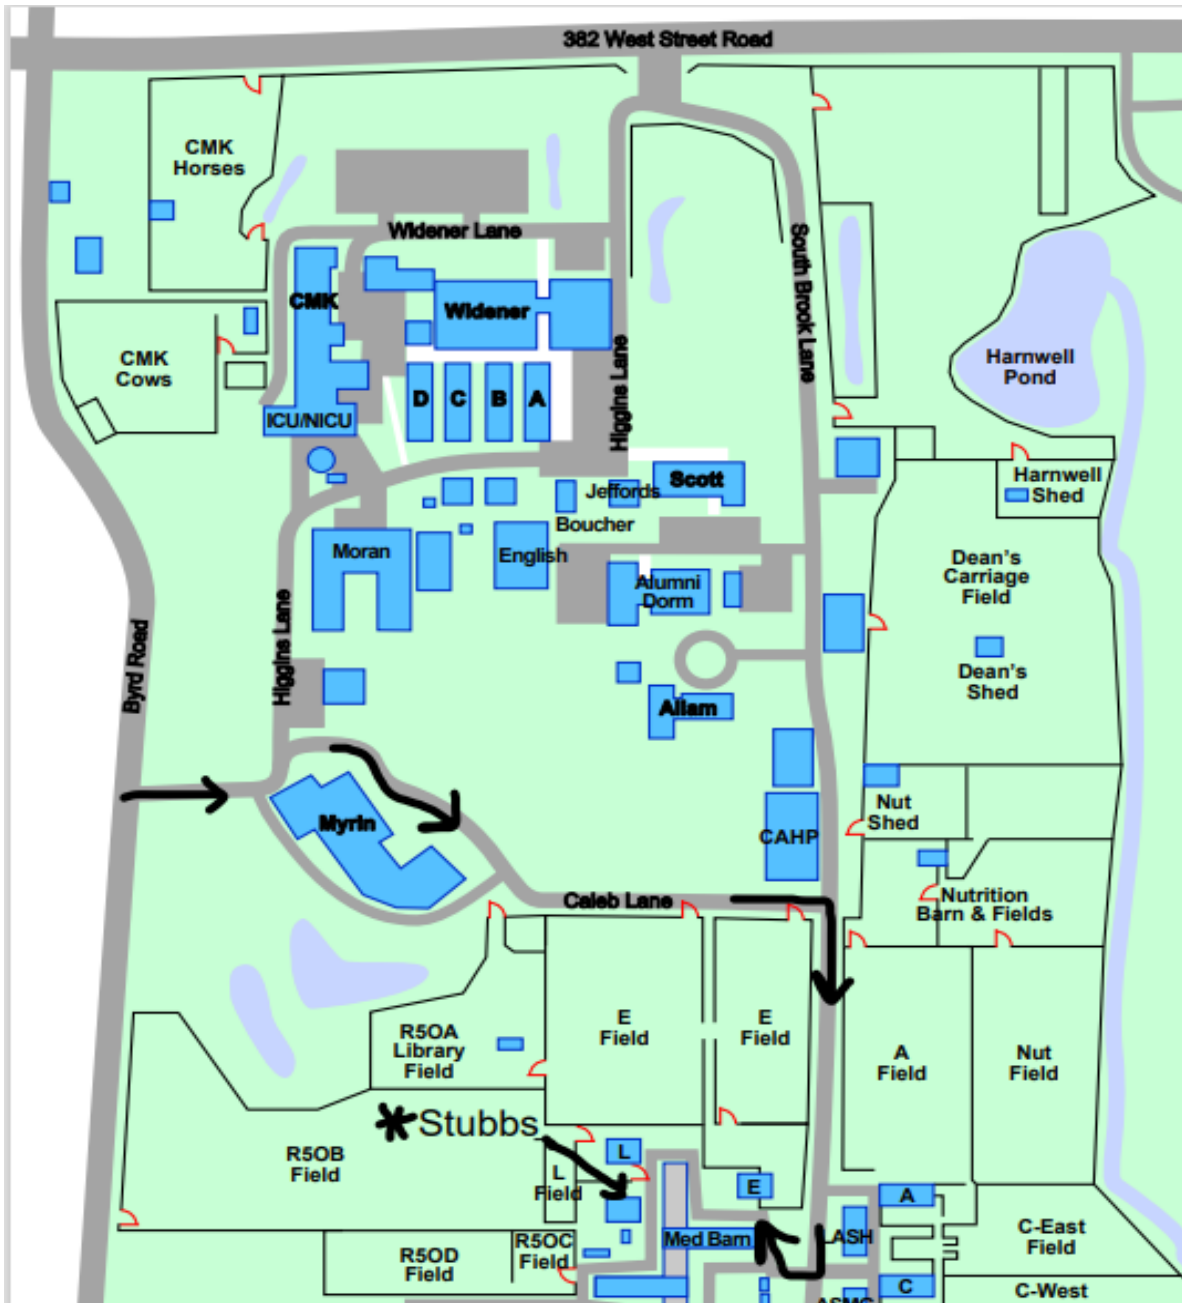 382 West Street Road
CMK
Horses
Widener Lane
South Brook Lane
CMK
Widener
Higgins Lane
CMK
Cows
Harnwell
Pond
D
C
B
A
ICU/NICU
Scott
Harnwell
Shed
Jeffords
Boucher
Moran
English
Dean's
Carriage
Field
Alumni
Dorm
Higgins Lane
Byrd Road
Dean's
Shed
Allam
Nut
Shed
Myrin
CAHP
Caleb Lane
Nutrition
Barn & Fields
R5OA
Library
Field
E
Field
E
Field
A
Field
Nut
Field
Stubbs
R5OB
Field
L
L
Field
E
A
Med Barn
LASH
C-East
Field
R5OC
Field
R5OD
Field
C
C-West